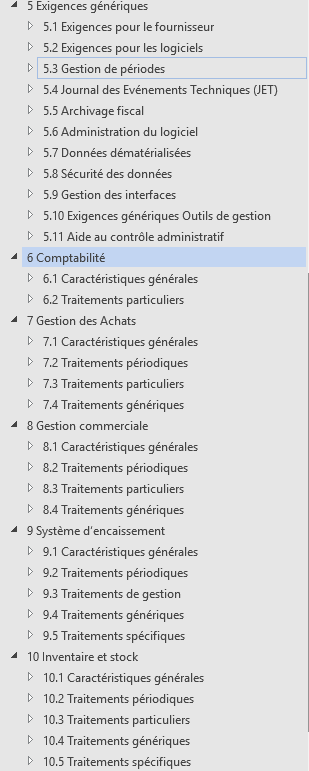 5 Exigences génériques
5.1 Exigences pour le fournisseur
5.2 Exigences pour les logiciels
5.3 Gestion de périodes
5.4 Journal des Evénements Techniques (JET)
5.5 Archivage fiscal
5.6 Administration du logiciel
5.7 Données dématérialisées
5.8 Sécurité des données
5.9 Gestion des interfaces
5.10 Exigences génériques Outils de gestion
5.11 Aide au contrôle administratif
6 Comptabilité
6.1 Caractéristiques générales
6.2 Traitements particuliers
7 Gestion des Achats
7.1 Caractéristiques générales
7.2 Traitements périodiques
7.3 Traitements particuliers
7.4 Traitements génériques
8 Gestion commerciale
8.1 Caractéristiques générales
8.2 Traitements périodiques
8.3 Traitements particuliers
8.4 Traitements génériques
9 Système d'encaissement
9.1 Caractéristiques générales
9.2 Traitements périodiques
9.3 Traitements de gestion
9.4 Traitements génériques
9.5 Traitements spécifiques
10 Inventaire et stock
10.1 Caractéristiques générales
10.2 Traitements périodiques
10.3 Traitements particuliers
10.4 Traitements génériques
10.5 Traitements spécifiques